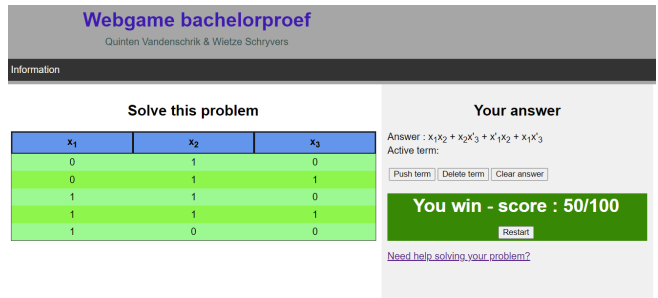 Webgame bachelorproef
Quinten Vandenschrik & Wietze Schryvers
Information
Solve this problem
x₁ x₂ x₃
0 1 0
0 1 1
1 1 0
1 1 1
1 0 0
Your answer
Answer : x₁x₂ + x₂x'₃ + x'₁x₂ + x₁x'₃
Active term:
Push term Delete term Clear answer
You win - score : 50/100
Restart
Need help solving your problem?